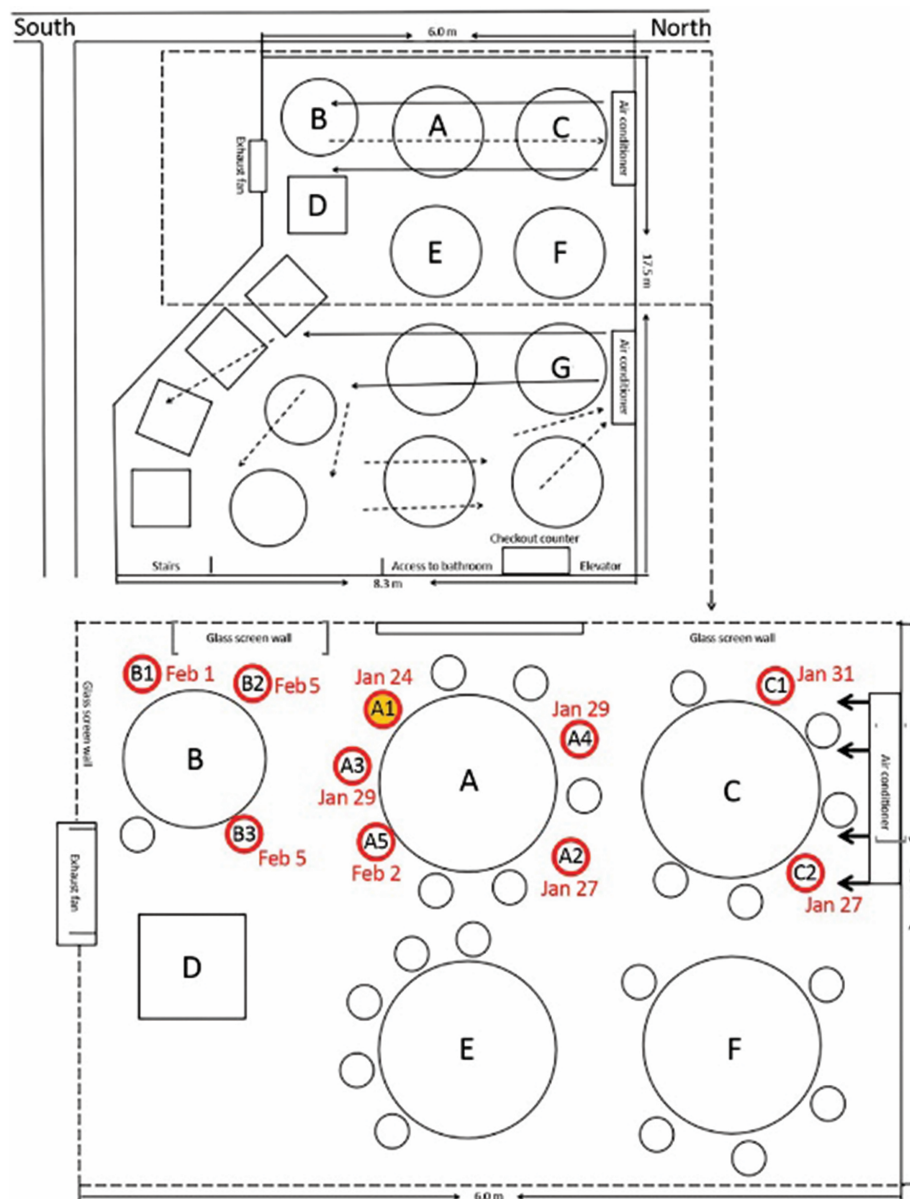 South
6.0 m
North
B
A
C
Air conditioner
Exhaust fan
D
E
F
17.5 m
G
Air conditioner
Checkout counter
Stairs
Access to bathroom
Elevator
8.3 m
Glass screen wall
Glass screen wall
B1 Feb 1
B2 Feb 5
Jan 24
A1
C1 Jan 31
Glass screen wall
Jan 29
A4
A3
Jan 29
B
A
C
Air conditioner
B3
Feb 5
A5
Feb 2
A2
Jan 27
C2
Jan 27
Exhaust fan
D
E
F
6.0 m